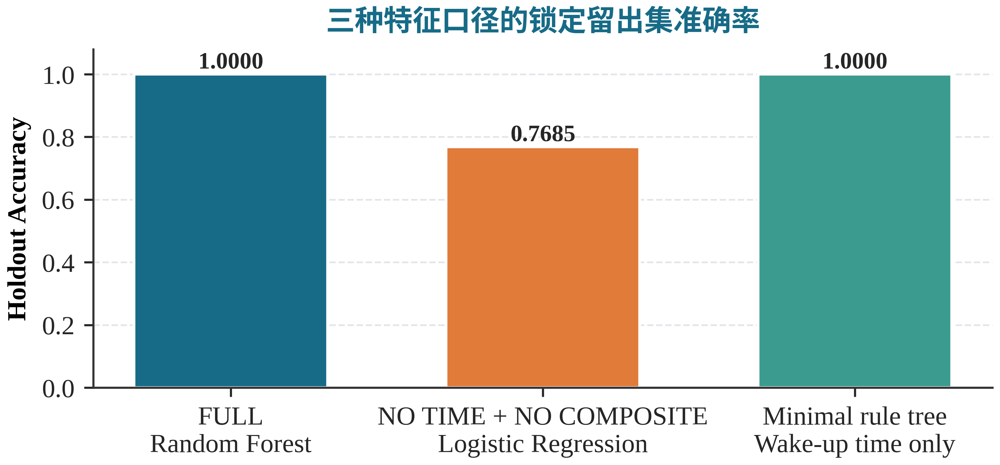 三种特征口径的锁定留出集准确率
Holdout Accuracy
1.0
0.8
0.6
0.4
0.2
0.0
1.0000
0.7685
1.0000
FULL
Random Forest
NO TIME + NO COMPOSITE
Logistic Regression
Minimal rule tree
Wake-up time only